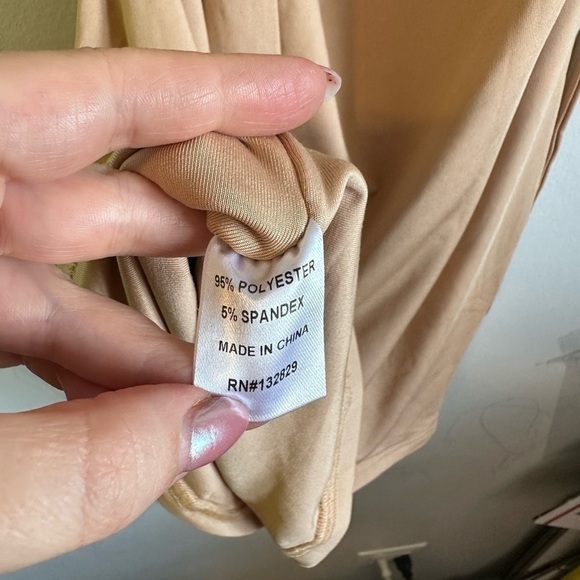 95% POLYESTER
5% SPANDEX
MADE IN CHINA
RN#132829